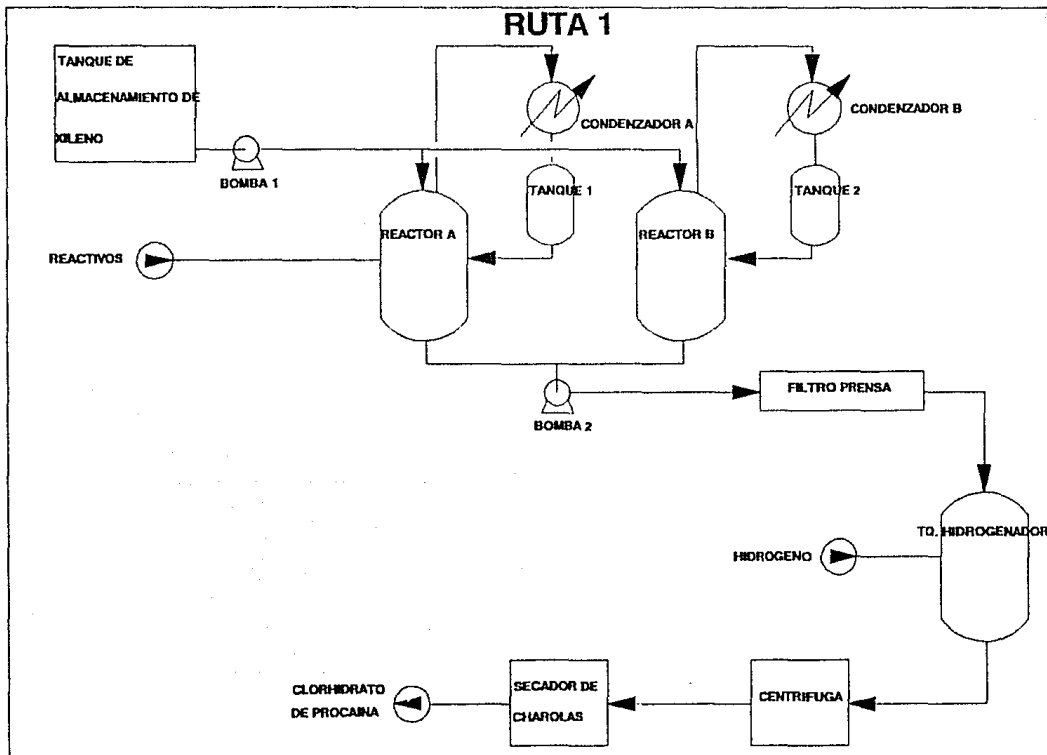 RUTA 1
TANQUE DE
ALMACENAMIENTO DE
XILENO
CONDENZADOR A
CONDENZADOR B
BOMBA 1
TANQUE 1
TANQUE 2
REACTOR A
REACTOR B
REACTIVOS
FILTRO PRENSA
BOMBA 2
TQ. HIDROGENADOR
HIDROGENO
CLORHIDRATO
DE PROCAINA
SECADOR DE
CHAROLAS
CENTRIFUGA